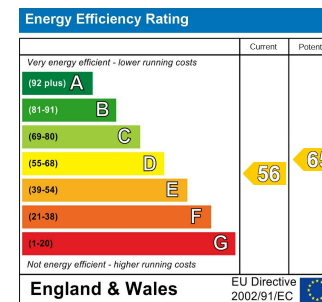 Energy Efficiency Rating
Current
Very energy efficient - lower running costs
(92 plus) A
(81-91) B
(69-80) C
(55-68) D
(39-54) E
(21-38) F
(1-20) G
56
Not energy efficient - higher running costs
England & Wales
EU Directive
2002/91/EC